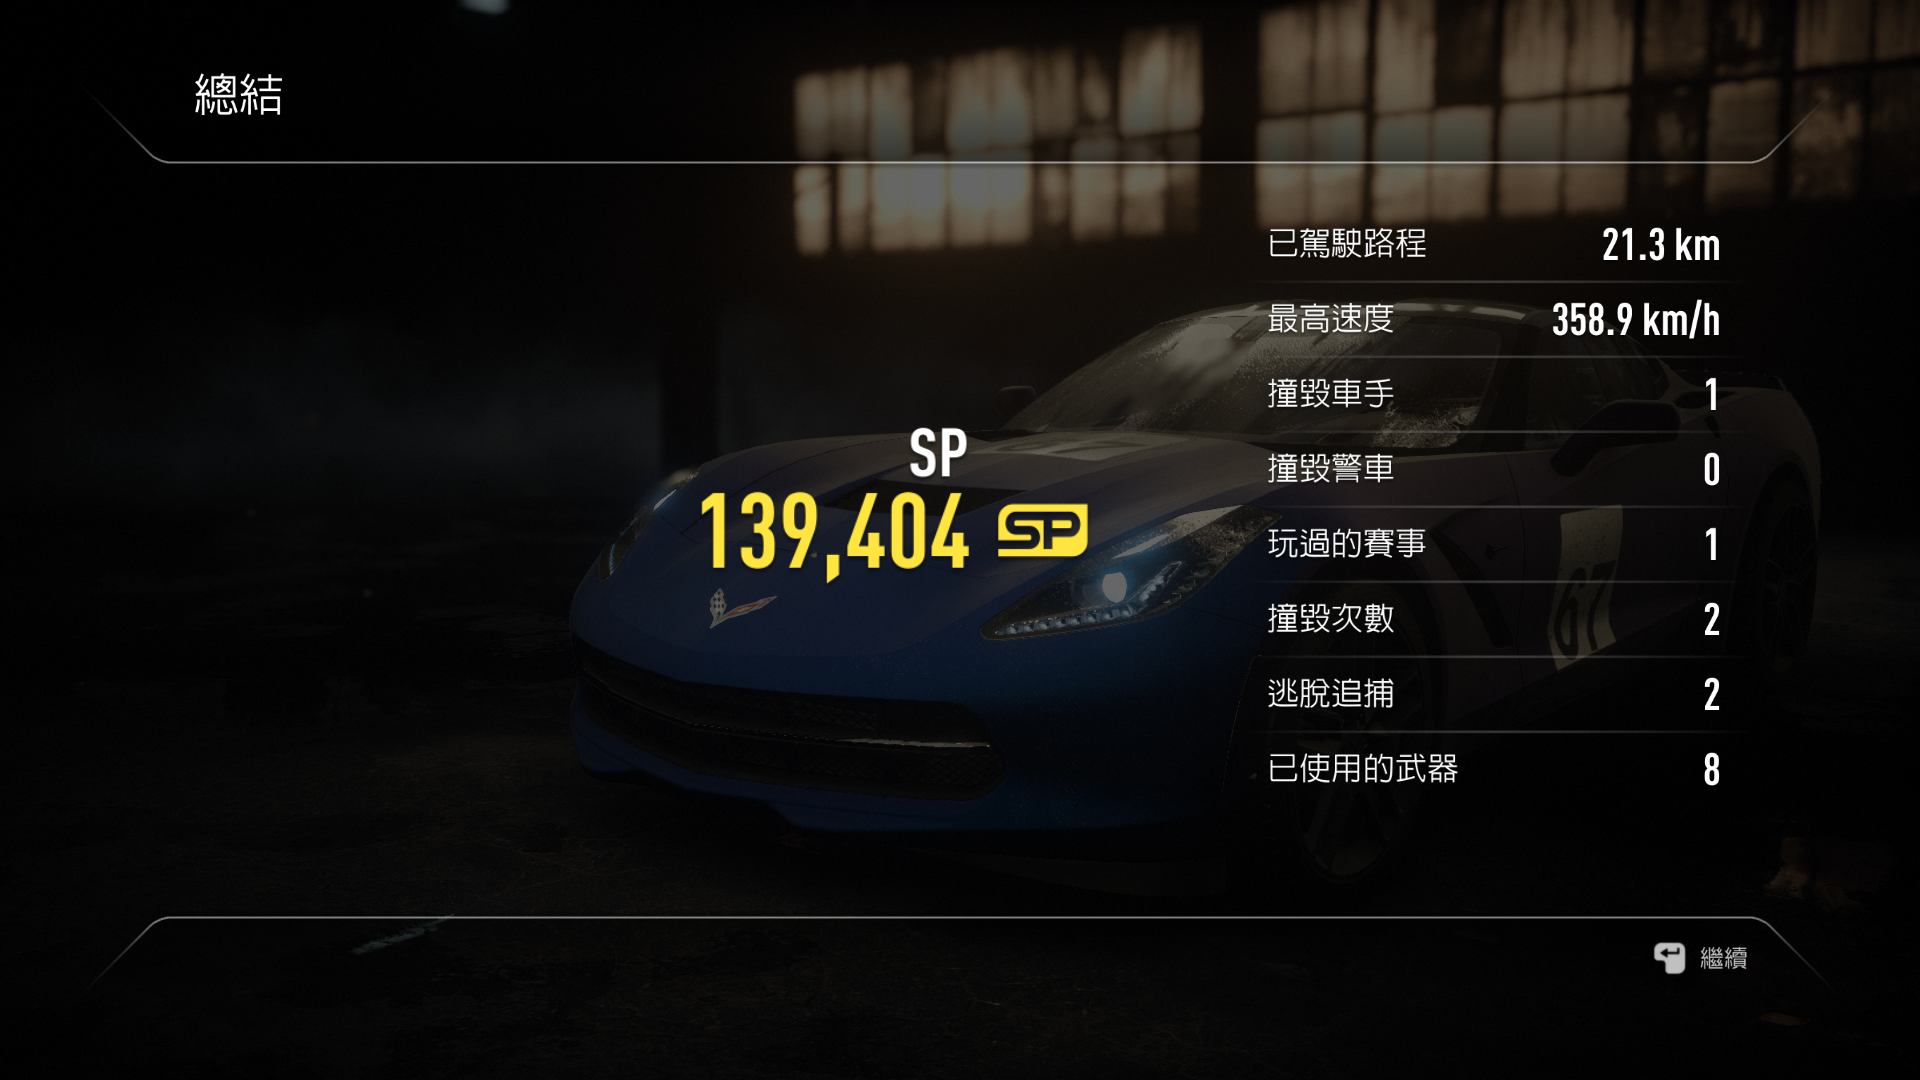 總結
SP
139,404 SP
已駕駛路程 21.3 km
最高速度 358.9 km/h
撞毀車手 1
撞毀警車 0
玩過的賽事 1
撞毀次數 2
逃脫追捕 2
已使用的武器 8
67
繼續